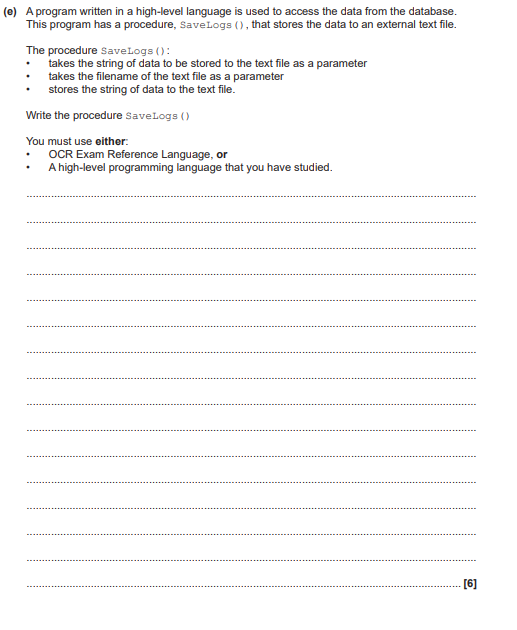 (e) A program written in a high-level language is used to access the data from the database.
This program has a procedure, SaveLogs(), that stores the data to an external text file.
The procedure SaveLogs():
• takes the string of data to be stored to the text file as a parameter
• takes the filename of the text file as a parameter
• stores the string of data to the text file.
Write the procedure SaveLogs()
You must use either:
• OCR Exam Reference Language, or
• A high-level programming language that you have studied.
[6]